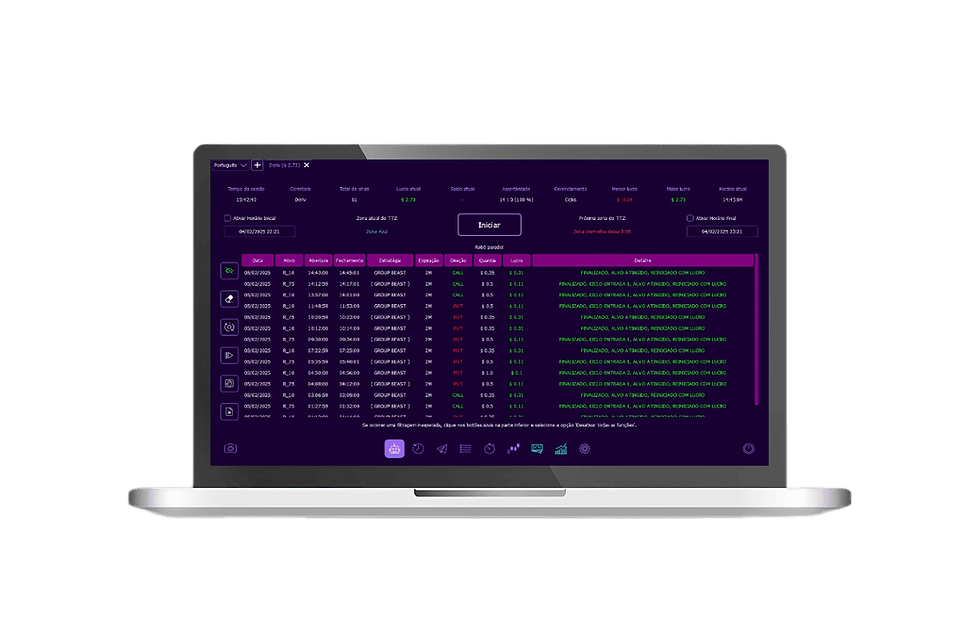 Português + Deriv ($ 2.73) X
Tempo da sessão Corretora Total de sinais Lucro atual Saldo atual Assertividade Gerenciamento Menor lucro Maior lucro Horário atual
15:42:40 Deriv 61 $ 2.73 14 | 0 (100 %) Ciclos $ 2.73 14:45:04
Ativar Horário Inicial Zona atual do TTZ Iniciar Próxima zona do TTZ Ativar Horário Final
04/02/2025 22:21 Zona Azul 04/02/2025 23:21
Robô parado!
Data Ativo Abertura Fechamento Estratégia Expiração Direção Quantia Lucro Detalhe
05/02/2025 R_10 14:43:00 14:45:01 GROUP BEAST 2M CALL $ 0.35 $ 0.31 FINALIZADO, ALVO ATINGIDO, REINICIADO COM LUCRO
05/02/2025 R_75 14:12:59 14:17:01 [ GROUP BEAST ] 2M CALL $ 0.5 $ 0.11 FINALIZADO, CICLO ENTRADA 1, ALVO ATINGIDO, REINICIADO COM LUCRO
05/02/2025 R_10 13:57:00 14:01:00 GROUP BEAST 2M CALL $ 0.5 $ 0.11 FINALIZADO, CICLO ENTRADA 1, ALVO ATINGIDO, REINICIADO COM LUCRO
05/02/2025 R_10 11:48:59 11:53:00 GROUP BEAST 2M PUT $ 0.5 $ 0.11 FINALIZADO, CICLO ENTRADA 1, ALVO ATINGIDO, REINICIADO COM LUCRO
05/02/2025 R_75 10:20:59 10:23:00 [ GROUP BEAST ] 2M PUT $ 0.35 $ 0.31 FINALIZADO, ALVO ATINGIDO, REINICIADO COM LUCRO
05/02/2025 R_10 10:12:00 10:14:00 GROUP BEAST 2M PUT $ 0.35 $ 0.31 FINALIZADO, ALVO ATINGIDO, REINICIADO COM LUCRO
05/02/2025 R_75 09:30:00 09:34:00 [ GROUP BEAST ] 2M PUT $ 0.5 $ 0.11 FINALIZADO, CICLO ENTRADA 1, ALVO ATINGIDO, REINICIADO COM LUCRO
05/02/2025 R_10 07:22:59 07:25:00 GROUP BEAST 2M PUT $ 0.35 $ 0.31 FINALIZADO, ALVO ATINGIDO, REINICIADO COM LUCRO
05/02/2025 R_75 05:35:59 05:40:01 [ GROUP BEAST ] 2M PUT $ 0.5 $ 0.11 FINALIZADO, CICLO ENTRADA 1, ALVO ATINGIDO, REINICIADO COM LUCRO
05/02/2025 R_10 04:50:00 04:56:00 GROUP BEAST 2M PUT $ 1.0 $ 0.1 FINALIZADO, CICLO ENTRADA 2, ALVO ATINGIDO, REINICIADO COM LUCRO
05/02/2025 R_75 04:08:00 04:12:00 [ GROUP BEAST ] 2M PUT $ 0.5 $ 0.11 FINALIZADO, CICLO ENTRADA 1, ALVO ATINGIDO, REINICIADO COM LUCRO
05/02/2025 R_10 03:06:59 03:09:00 GROUP BEAST 2M CALL $ 0.35 $ 0.31 FINALIZADO, ALVO ATINGIDO, REINICIADO COM LUCRO
05/02/2025 R_75 01:27:59 01:32:00 [ GROUP BEAST ] 2M CALL $ 0.5 $ 0.11 FINALIZADO, CICLO ENTRADA 1, ALVO ATINGIDO, REINICIADO COM LUCRO
Se ocorrer uma filtragem inesperada, clique nos botões azuis na parte inferior e selecione a opção 'Desativar todas as funções'.